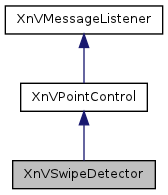 XnVMessageListener
XnVPointControl
XnVSwipeDetector